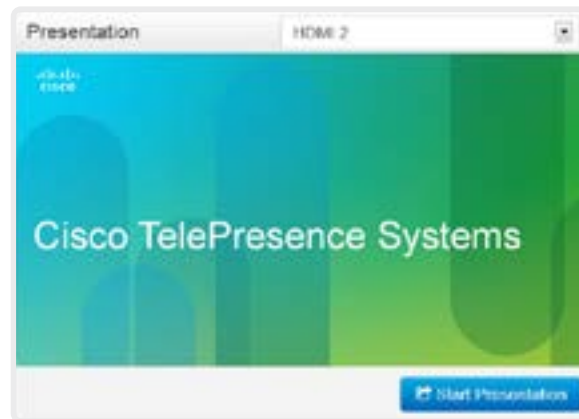 Presentation
HDMI 2
cisco
Cisco TelePresence Systems
Start Presentation